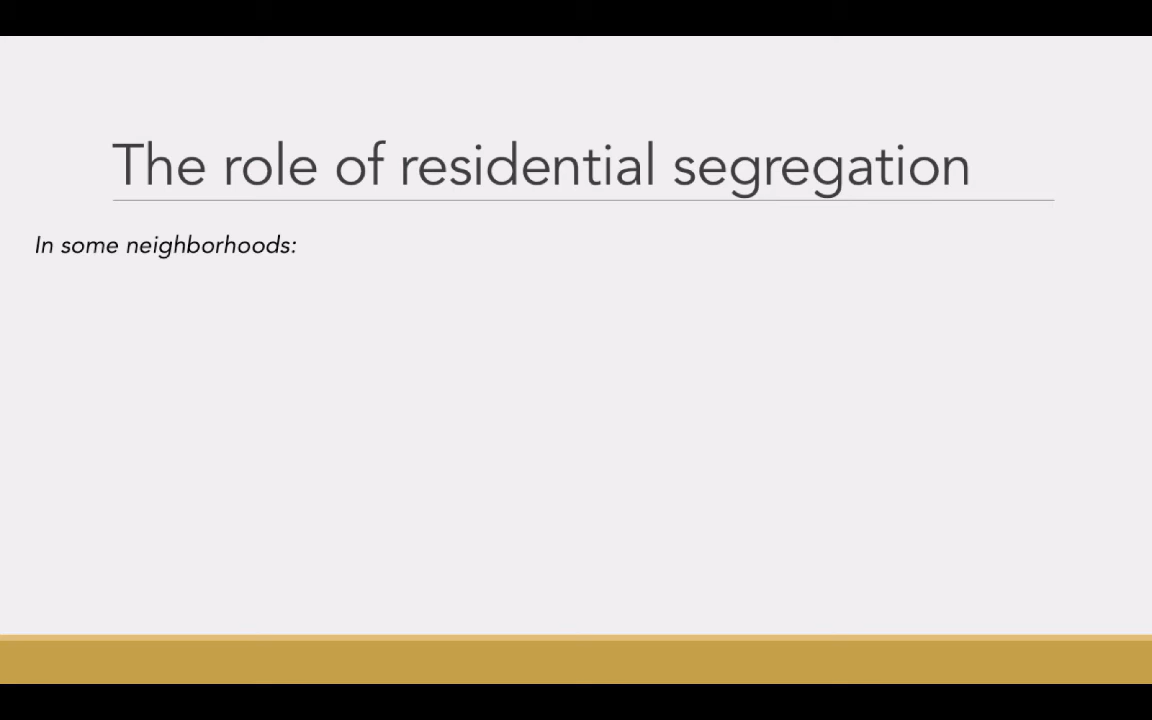 The role of residential segregation
In some neighborhoods: